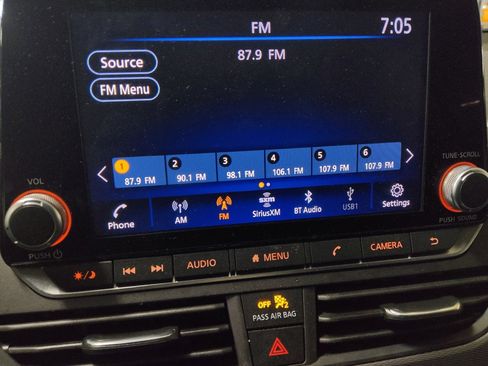 FM 7:05
Source 87.9 FM
FM Menu
1 2 3 4 5 6
87.9 FM 90.1 FM 98.1 FM 106.1 FM 107.9 FM 107.9 FM
VOL TUNE·SCROLL
Phone AM FM sxm SiriusXM BT Audio USB1 Settings
PUSH PUSH SOUND
AUDIO MENU CAMERA
OFF 2
PASS AIR BAG